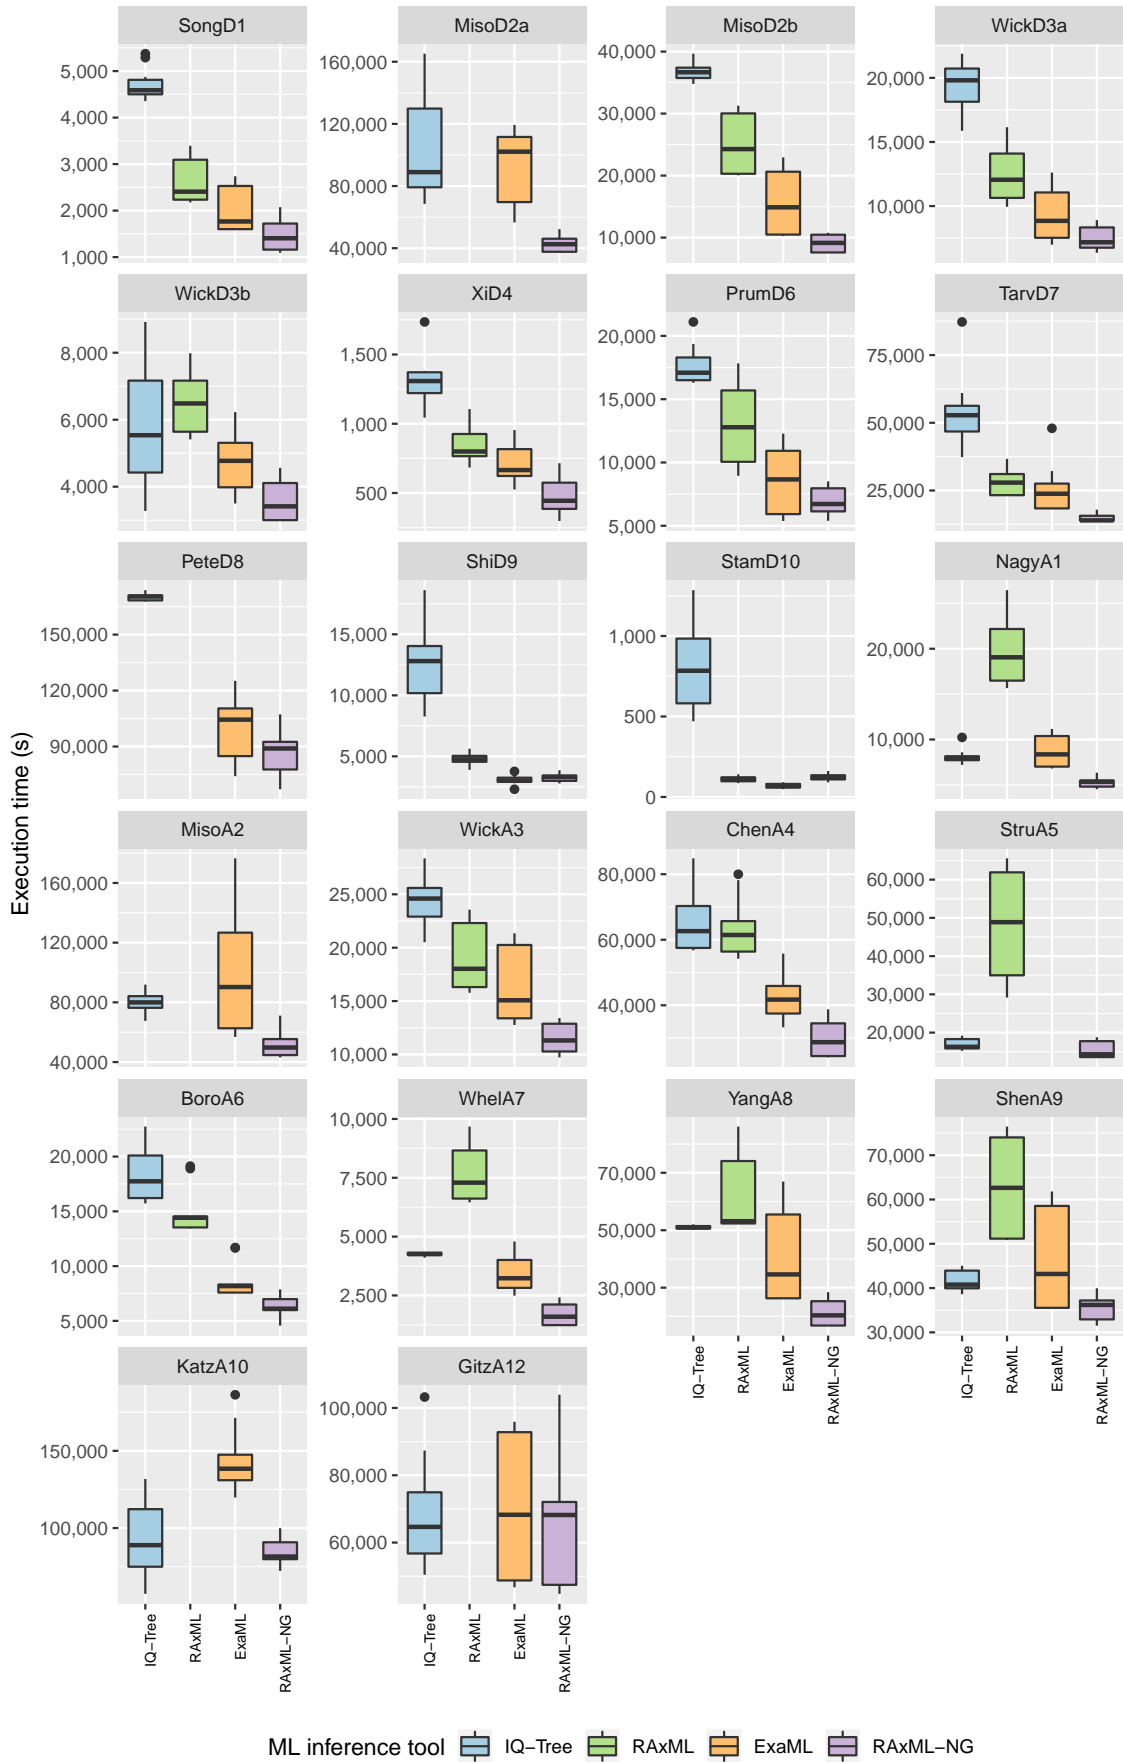 SongD1 MisoD2a MisoD2b WickD3a
5,000 4,000 3,000 2,000 1,000
160,000 120,000 80,000 40,000
40,000 30,000 20,000 10,000
20,000 15,000 10,000
WickD3b XiD4 PrumD6 TarvD7
8,000 6,000 4,000
1,500 1,000 500
20,000 15,000 10,000 5,000
75,000 50,000 25,000
PeteD8 ShiD9 StamD10 NagyA1
150,000 120,000 90,000
15,000 10,000 5,000
1,000 500 0
20,000 10,000
Execution time (s)
MisoA2 WickA3 ChenA4 StruA5
160,000 120,000 80,000 40,000
25,000 20,000 15,000 10,000
80,000 60,000 40,000
60,000 50,000 40,000 30,000 20,000
BoroA6 WhelA7 YangA8 ShenA9
20,000 15,000 10,000 5,000
10,000 7,500 5,000 2,500
70,000 50,000 30,000
70,000 60,000 50,000 40,000 30,000
IQ−Tree RAxML ExaML RAxML−NG
IQ−Tree RAxML ExaML RAxML−NG
KatzA10 GitzA12
150,000 100,000
100,000 80,000 60,000
IQ−Tree RAxML ExaML RAxML−NG
IQ−Tree RAxML ExaML RAxML−NG
ML inference tool IQ−Tree RAxML ExaML RAxML−NG